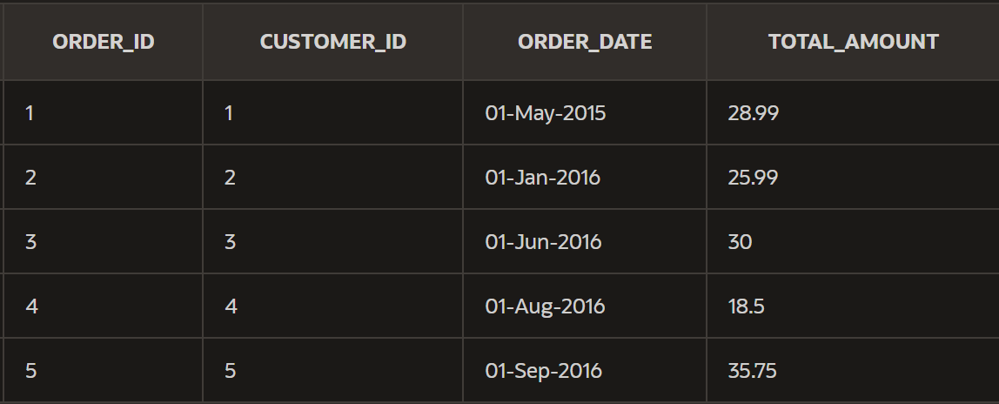 ORDER_ID CUSTOMER_ID ORDER_DATE TOTAL_AMOUNT
1 1 01-May-2015 28.99
2 2 01-Jan-2016 25.99
3 3 01-Jun-2016 30
4 4 01-Aug-2016 18.5
5 5 01-Sep-2016 35.75